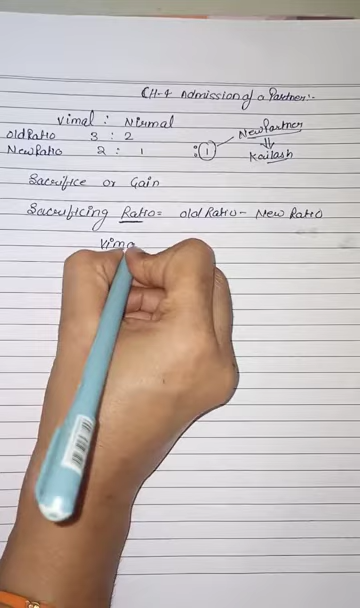 CH-4 Admission of a Partner:-
Vimal : Nirmal
Old Ratio 3 : 2
New Ratio 2 : 1 : 1 New Partner
Kailash
Sacrifice or Gain
Sacrificing Ratio = Old Ratio - New Ratio
Vima